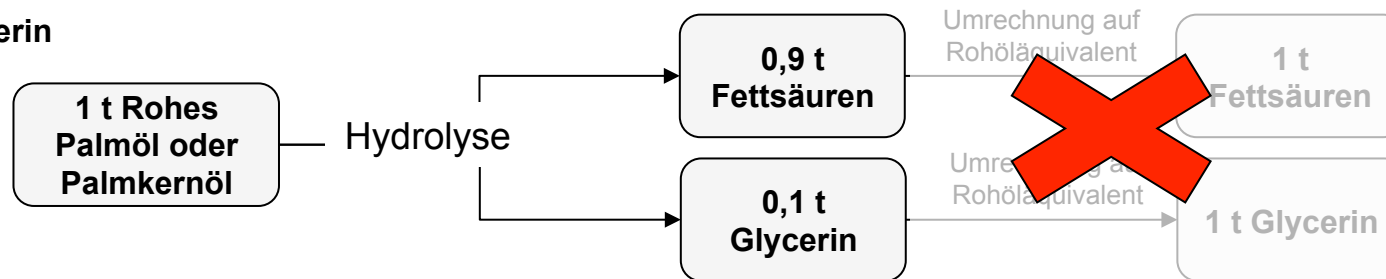 erin
1 t Rohes
Palmöl oder
Palmkernöl
Hydrolyse
0,9 t
Fettsäuren
Umrechnung auf
Rohöläquivalent
1 t
Fettsäuren
0,1 t
Glycerin
Rohöläquivalent
1 t Glycerin